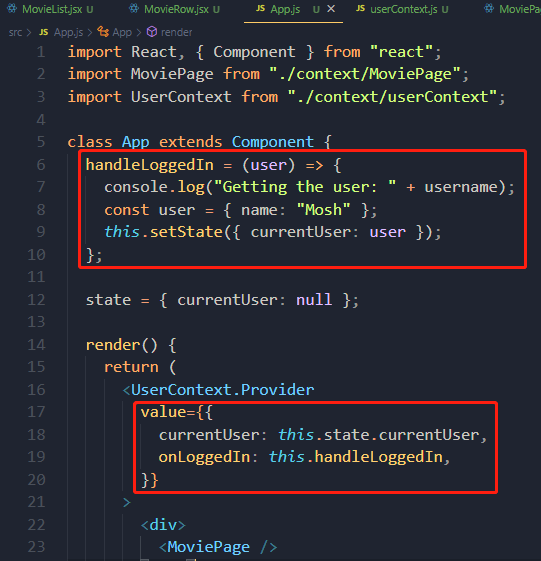 MovieList.jsx U MovieRow.jsx U App.js U × userContext.js U MoviePa
src > App.js > App > render
1 import React, { Component } from "react";
2 import MoviePage from "./context/MoviePage";
3 import UserContext from "./context/userContext";
4
5 class App extends Component {
6 handleLoggedIn = (user) => {
7 console.log("Getting the user: " + username);
8 const user = { name: "Mosh" };
9 this.setState({ currentUser: user });
10 };
11
12 state = { currentUser: null };
13
14 render() {
15 return (
16 <UserContext.Provider
17 value={{
18 currentUser: this.state.currentUser,
19 onLoggedIn: this.handleLoggedIn,
20 }}
21 >
22 <div>
23 <MoviePage />